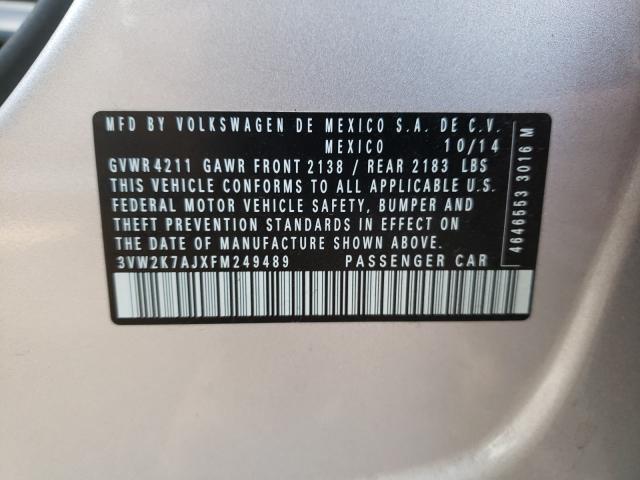 MFD BY VOLKSWAGEN DE MEXICO S.A. DE C.V.
MEXICO 10/14
GVWR 4211 GAWR FRONT 2138 / REAR 2183 LBS
THIS VEHICLE CONFORMS TO ALL APPLICABLE U.S.
FEDERAL MOTOR VEHICLE SAFETY, BUMPER AND
THEFT PREVENTION STANDARDS IN EFFECT ON
THE DATE OF MANUFACTURE SHOWN ABOVE.
3VW2K7AJXFM249489 PASSENGER CAR
4646553 3016 M